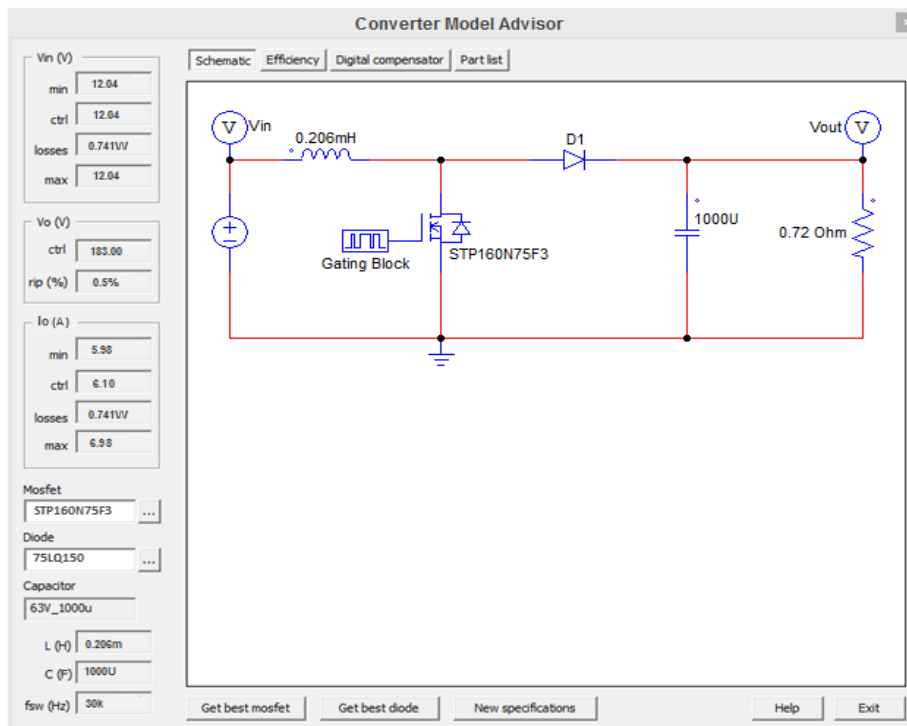 Converter Model Advisor
x
Vin (V)
min 12.04
ctrl 12.04
losses 0.741W
max 12.04
Vo (V)
ctrl 183.00
rip (%) 0.5%
Io (A)
min 5.98
ctrl 6.10
losses 0.741W
max 6.98
Mosfet
STP160N75F3 ...
Diode
75LQ150 ...
Capacitor
63V_1000u
L (H) 0.206m
C (F) 1000U
fsw (Hz) 30k
Schematic Efficiency Digital compensator Part list
V Vin
0.206mH
D1
Vout V
1000U
0.72 Ohm
Gating Block
STP160N75F3
Get best mosfet Get best diode New specifications Help Exit